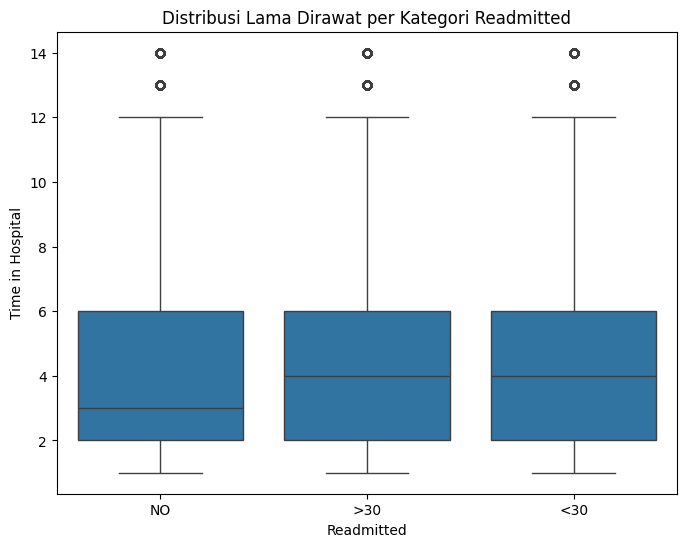 Distribusi Lama Dirawat per Kategori Readmitted
14
12
10
8
6
4
2
Time in Hospital
NO
>30
<30
Readmitted